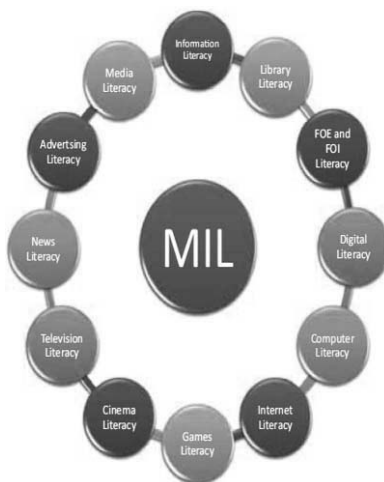 Information
Literacy
Library
Literacy
FOE and
FOI
Literacy
Digital
Literacy
Computer
Literacy
Internet
Literacy
Games
Literacy
Cinema
Literacy
Television
Literacy
News
Literacy
Advertsing
Literacy
Media
Literacy
MIL